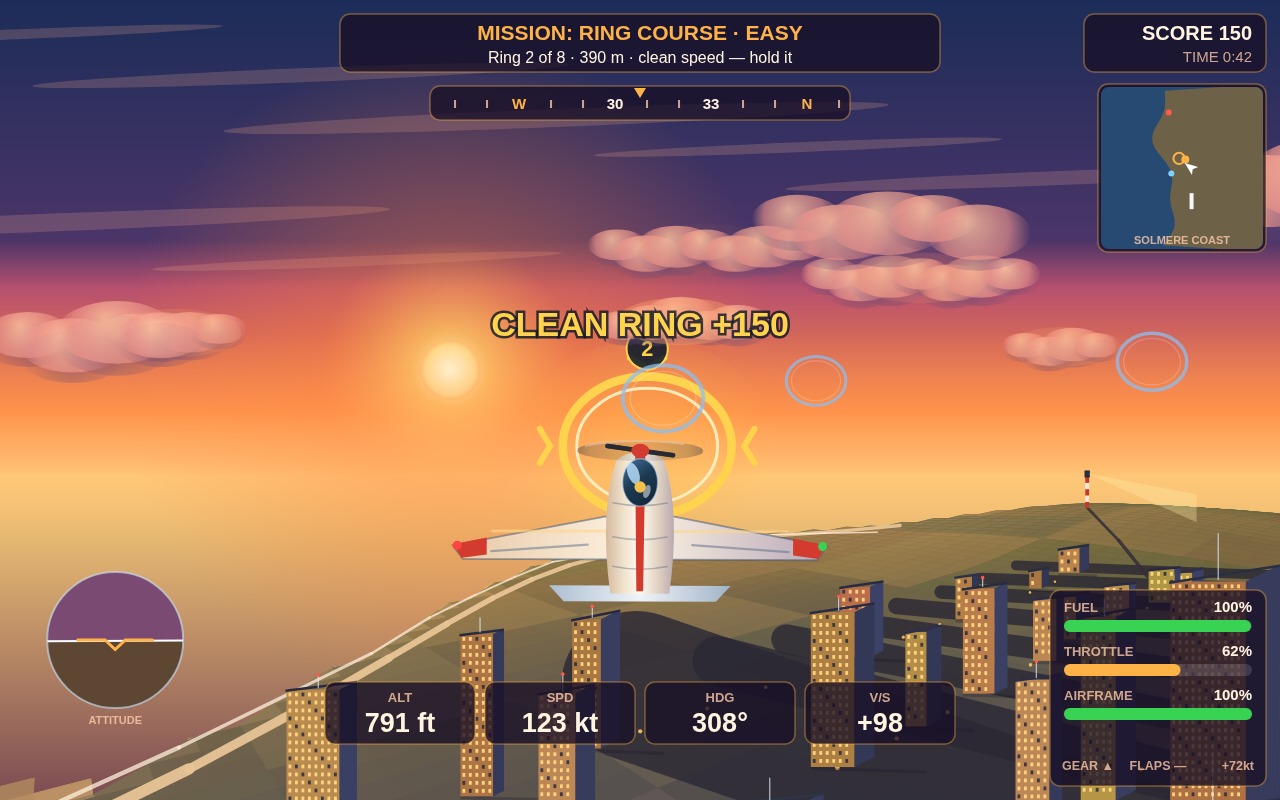 MISSION: RING COURSE · EASY
Ring 2 of 8 · 390 m · clean speed — hold it
SCORE 150
TIME 0:42
W 30 33 N
SOLMERE COAST
CLEAN RING +150
2
ATTITUDE
ALT
791 ft
SPD
123 kt
HDG
308°
V/S
+98
FUEL 100%
THROTTLE 62%
AIRFRAME 100%
GEAR ▲ FLAPS — +72kt